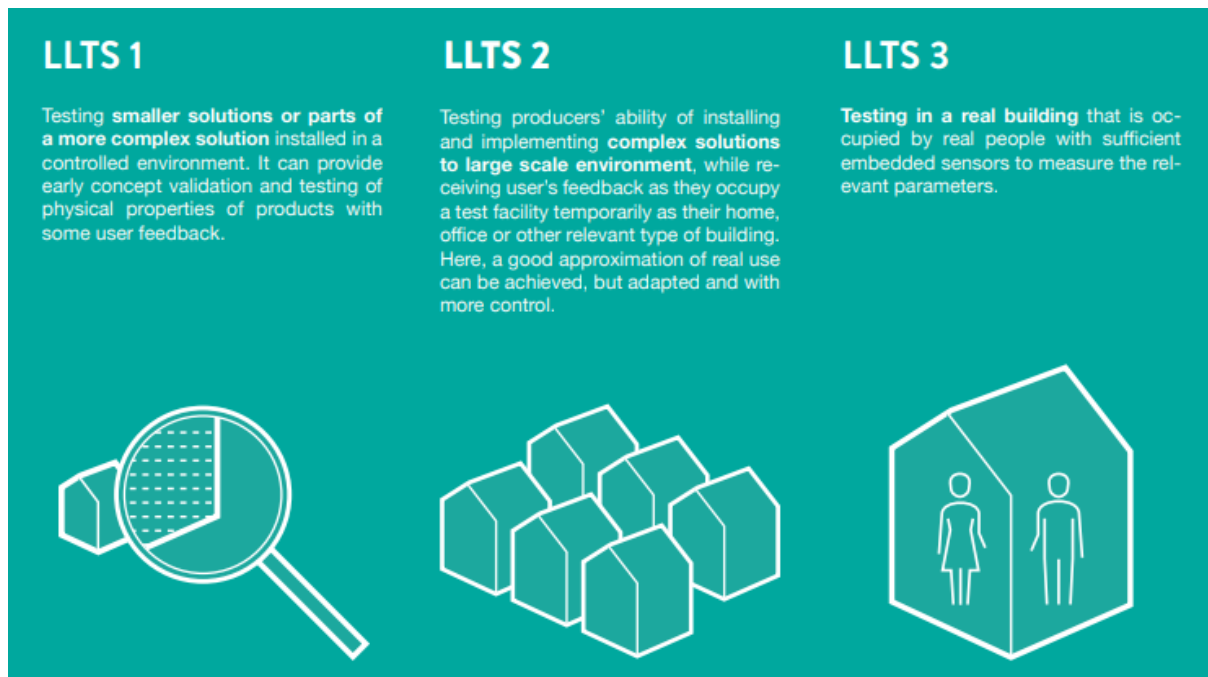 LLTS 1
Testing smaller solutions or parts of
a more complex solution installed in a
controlled environment. It can provide
early concept validation and testing of
physical properties of products with
some user feedback.
LLTS 2
Testing producers’ ability of installing
and implementing complex solutions
to large scale environment, while re-
ceiving user’s feedback as they occupy
a test facility temporarily as their home,
office or other relevant type of building.
Here, a good approximation of real use
can be achieved, but adapted and with
more control.
LLTS 3
Testing in a real building that is oc-
cupied by real people with sufficient
embedded sensors to measure the rel-
evant parameters.